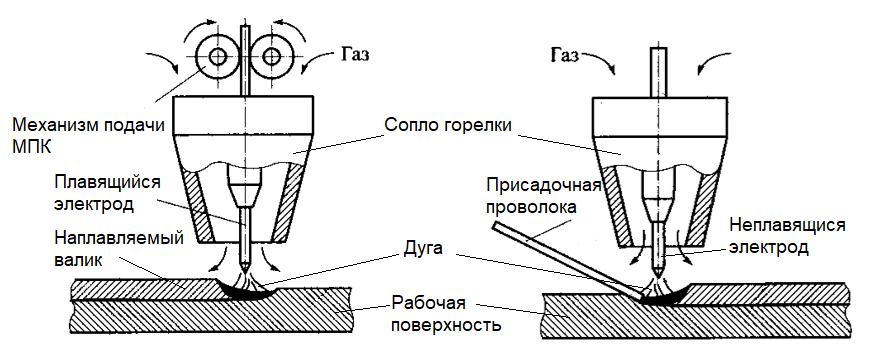 Газ
Газ
Механизм подачи
МПК
Сопло горелки
Плавящийся
электрод
Присадочная
проволока
Наплавляемый
валик
Неплавящися
электрод
Дуга
Рабочая
поверхность